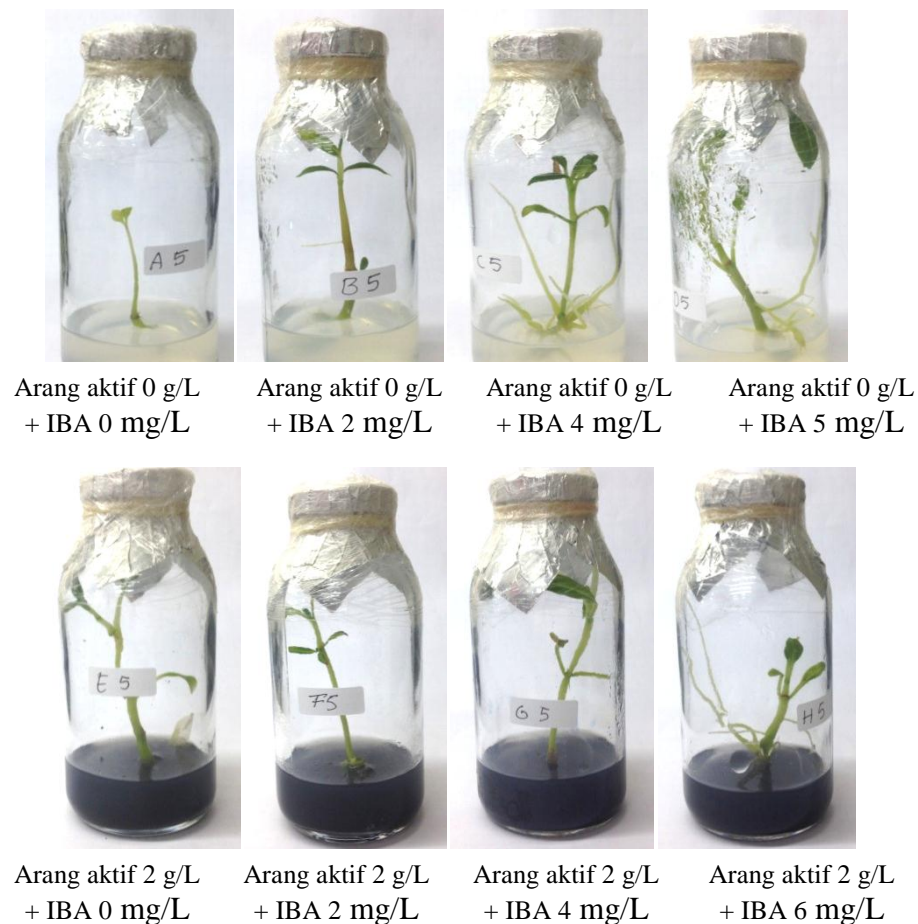 A 5
B 5
C 5
D5
Arang aktif 0 g/L
+ IBA 0 mg/L
Arang aktif 0 g/L
+ IBA 2 mg/L
Arang aktif 0 g/L
+ IBA 4 mg/L
Arang aktif 0 g/L
+ IBA 5 mg/L
E 5
F5
G 5
H5
Arang aktif 2 g/L
+ IBA 0 mg/L
Arang aktif 2 g/L
+ IBA 2 mg/L
Arang aktif 2 g/L
+ IBA 4 mg/L
Arang aktif 2 g/L
+ IBA 6 mg/L